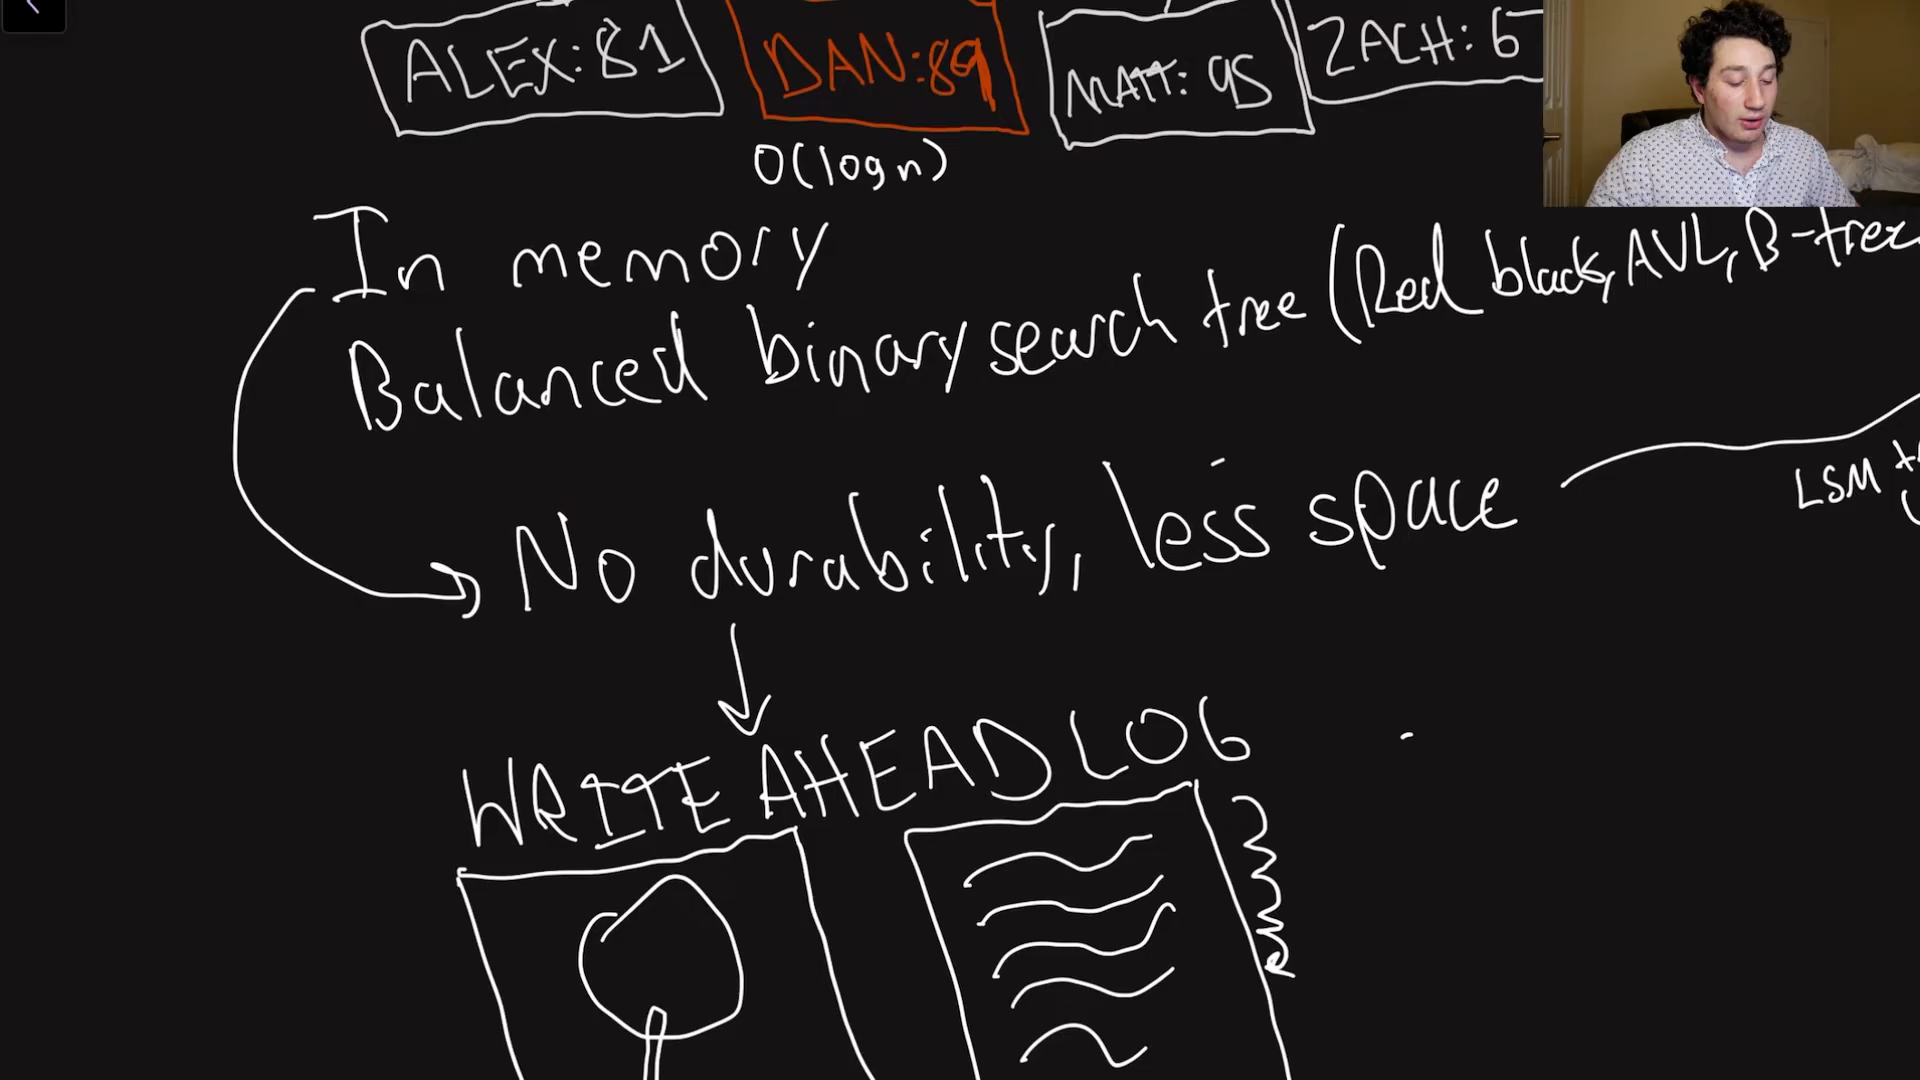 ALEX:81 DAN:89 MATT: 95 ZACH: 6
O(log n)
In memory
Balanced binary search tree (Red black, AVL, B-tree
No durability, less space
LSM
WRITE AHEAD LOG